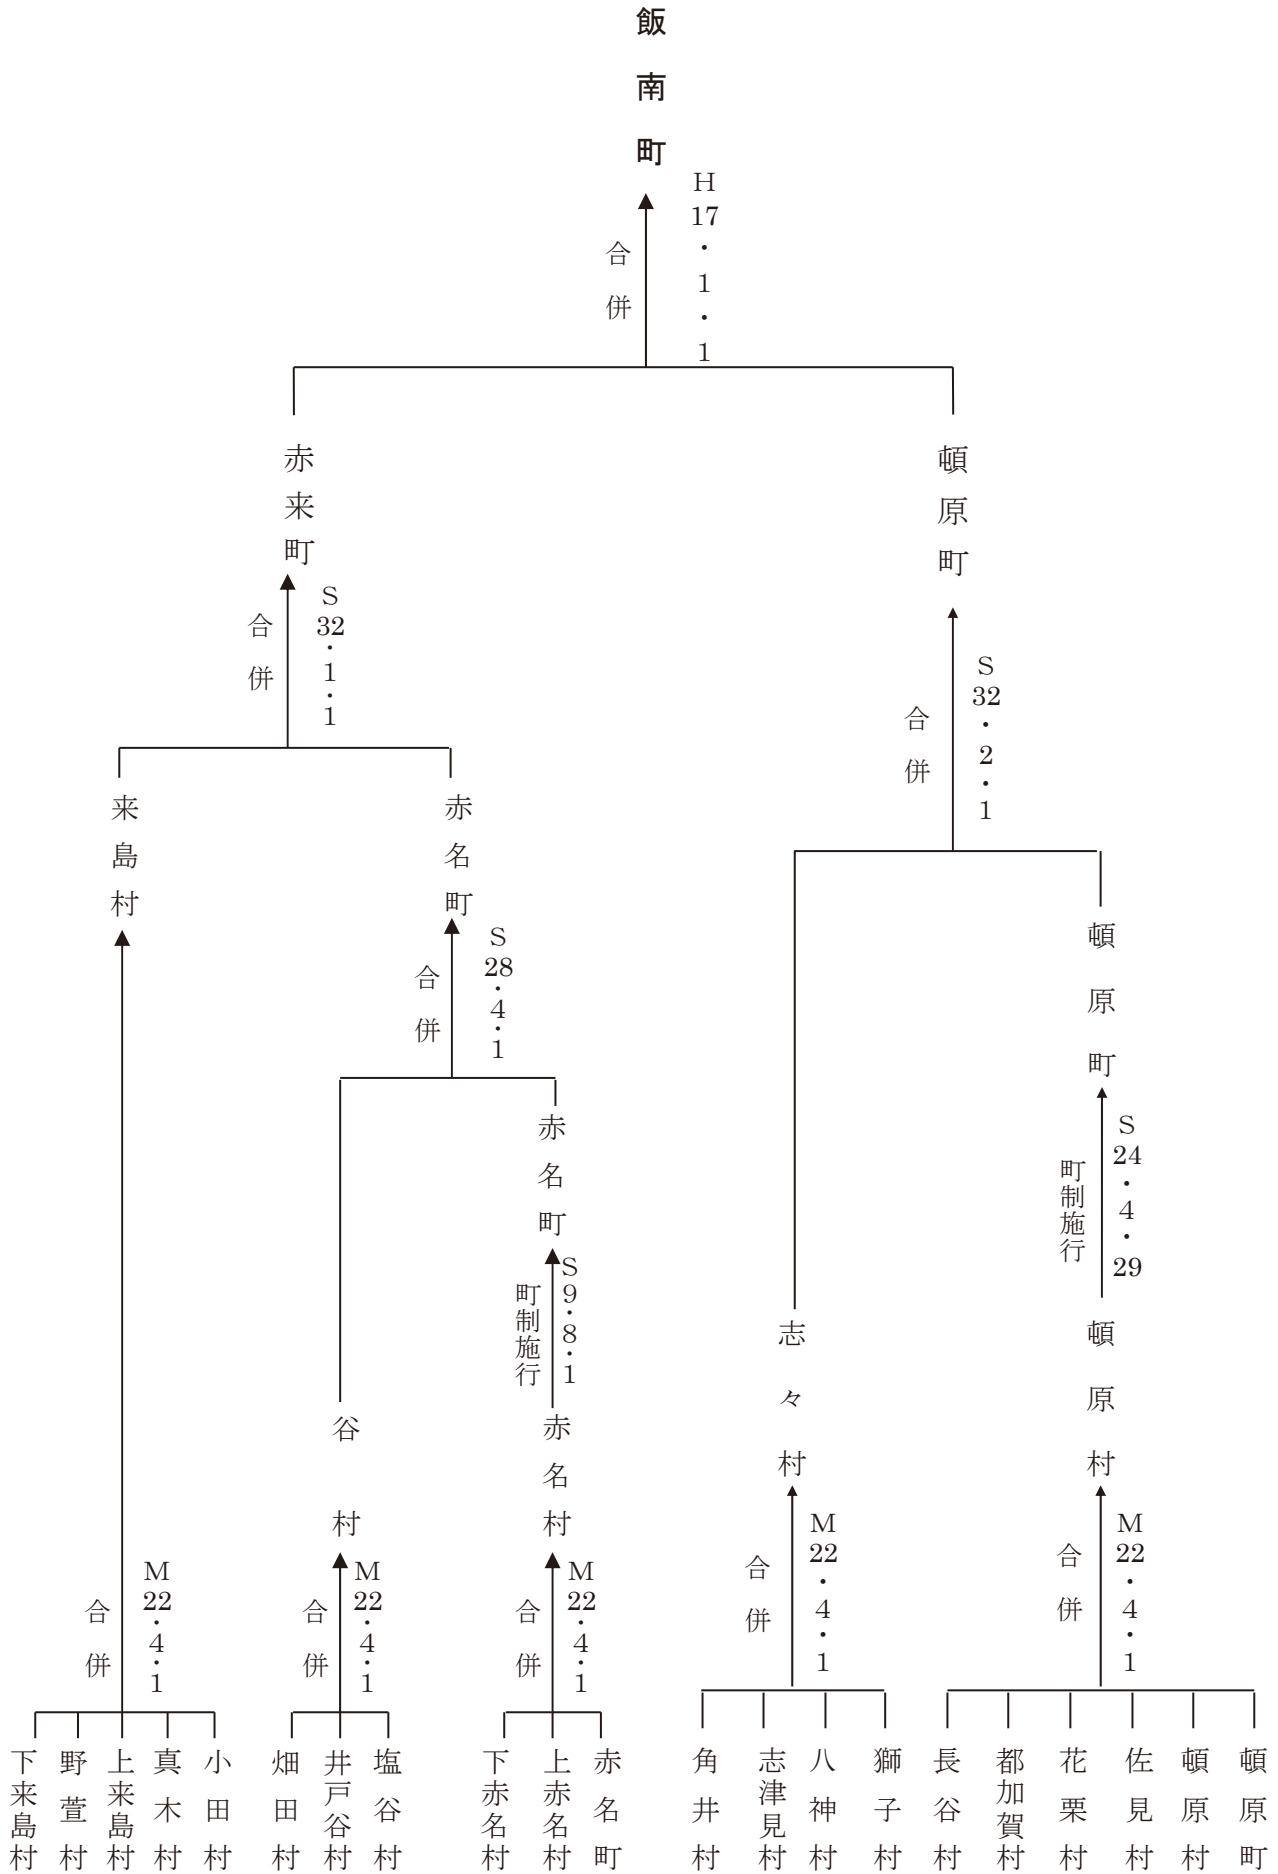 飯南町
H17・1・1
合併
赤来町
頓原町
S32・1・1
合併
S32・2・1
合併
来島村
赤名町
頓原町
S28・4・1
合併
赤名町
S24・4・29
町制施行
S9・8・1
町制施行
志々村
頓原村
谷村
赤名村
M22・4・1
合併
M22・4・1
合併
M22・4・1
合併
M22・4・1
合併
M22・4・1
合併
下来島村
野萱村
上来島村
真木村
小田村
畑田村
井戸谷村
塩谷村
下赤名村
上赤名村
赤名町
角井村
志津見村
八神村
獅子村
長谷村
都加賀村
花栗村
佐見村
頓原村
頓原町